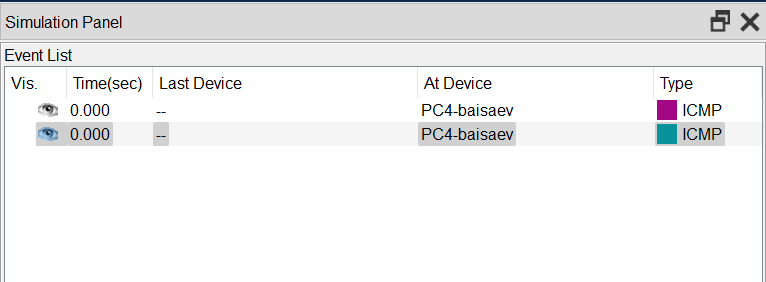 Simulation Panel
Event List
Vis. Time(sec) Last Device At Device Type
0.000 -- PC4-baisaev ICMP
0.000 -- PC4-baisaev ICMP